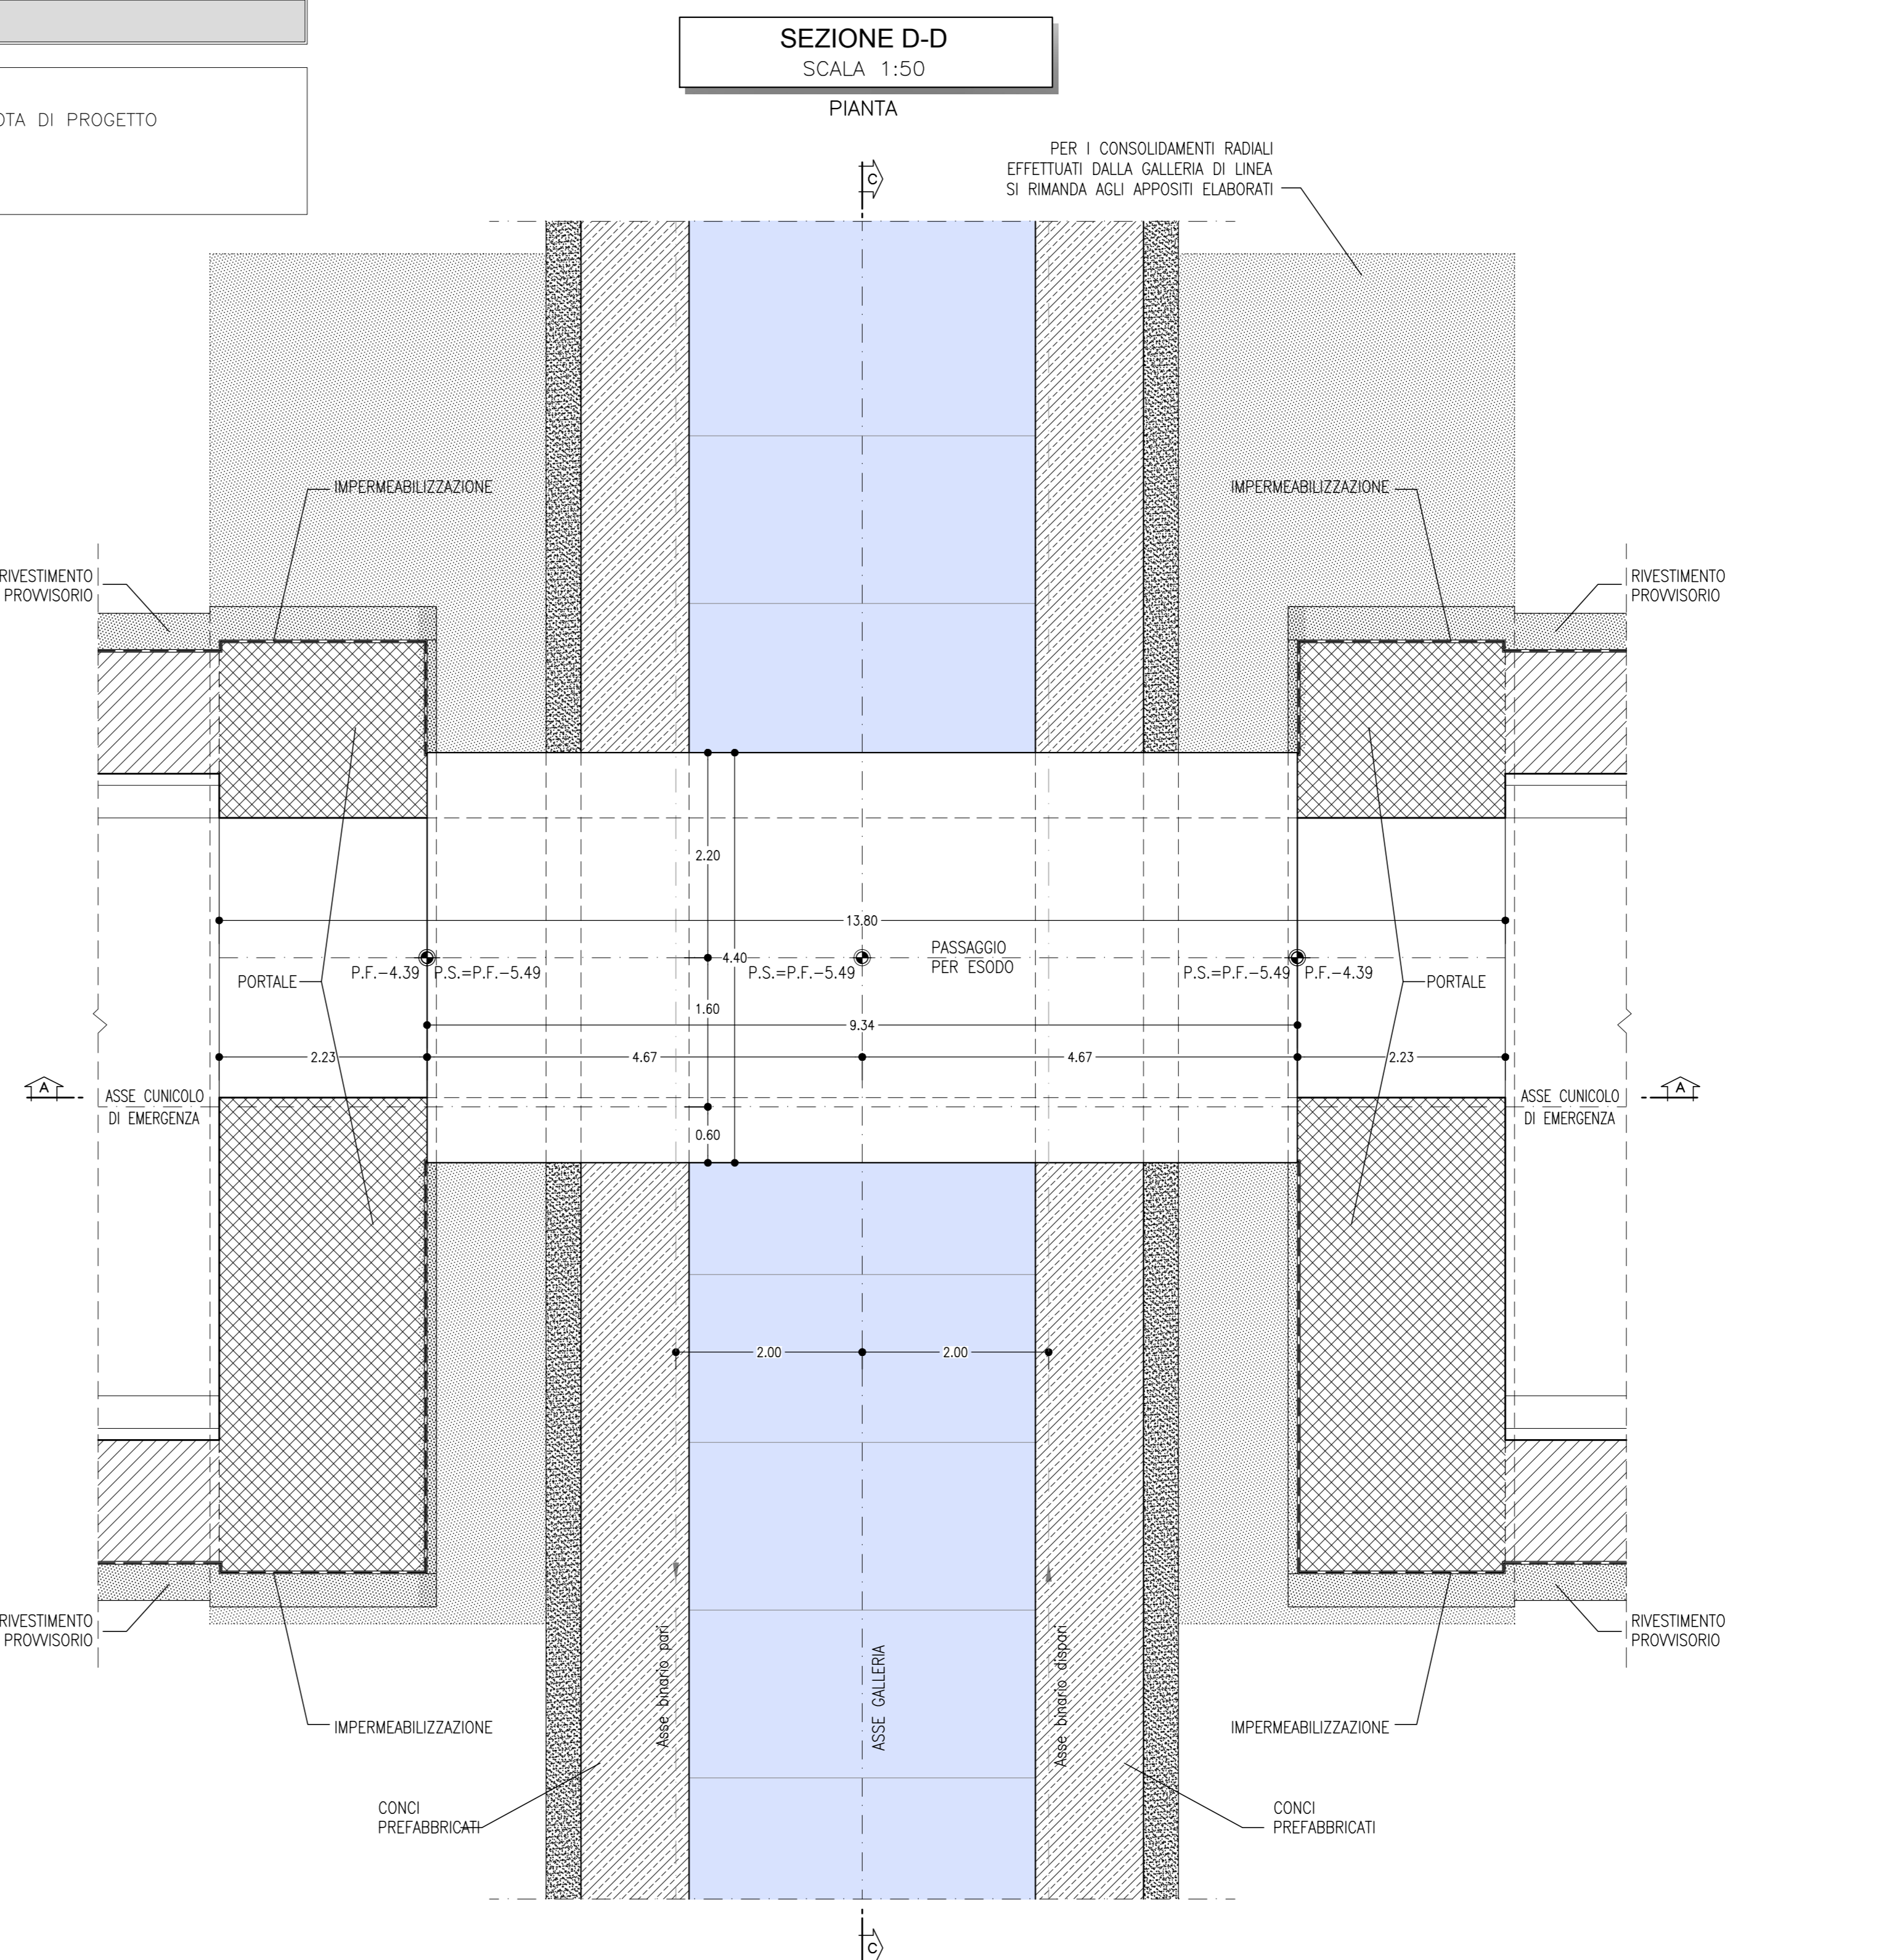 SEZIONE D-D
SCALA 1:50
PIANTA
OTA DI PROGETTO
PER I CONSOLIDAMENTI RADIALI
EFFETTUATI DALLA GALLERIA DI LINEA
SI RIMANDA AGLI APPOSITI ELABORATI
C
IMPERMEABILIZZAZIONE
IMPERMEABILIZZAZIONE
RIVESTIMENTO
PROVVISORIO
RIVESTIMENTO
PROVVISORIO
2.20
13.80
4.40
PASSAGGIO
PER ESODO
P.F.-4.39
P.S.=P.F.-5.49
P.S.=P.F.-5.49
P.S.=P.F.-5.49
P.F.-4.39
PORTALE
PORTALE
1.60
9.34
2.23
4.67
4.67
2.23
A
A
ASSE CUNICOLO
DI EMERGENZA
ASSE CUNICOLO
DI EMERGENZA
0.60
2.00
2.00
RIVESTIMENTO
PROVVISORIO
RIVESTIMENTO
PROVVISORIO
Asse binario pari
ASSE GALLERIA
Asse binario dispari
IMPERMEABILIZZAZIONE
IMPERMEABILIZZAZIONE
CONCI
PREFABBRICATI
CONCI
PREFABBRICATI
C